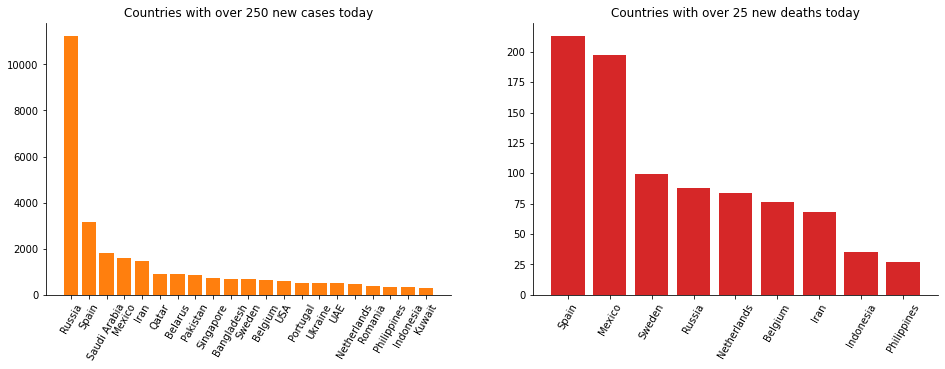 Countries with over 250 new cases today
10000
8000
6000
4000
2000
0
Russia
Spain
Saudi Arabia
Mexico
Iran
Qatar
Belarus
Pakistan
Singapore
Bangladesh
Sweden
Belgium
USA
Portugal
Ukraine
UAE
Netherlands
Romania
Philippines
Indonesia
Kuwait
Countries with over 25 new deaths today
200
175
150
125
100
75
50
25
0
Spain
Mexico
Sweden
Russia
Netherlands
Belgium
Iran
Indonesia
Philippines